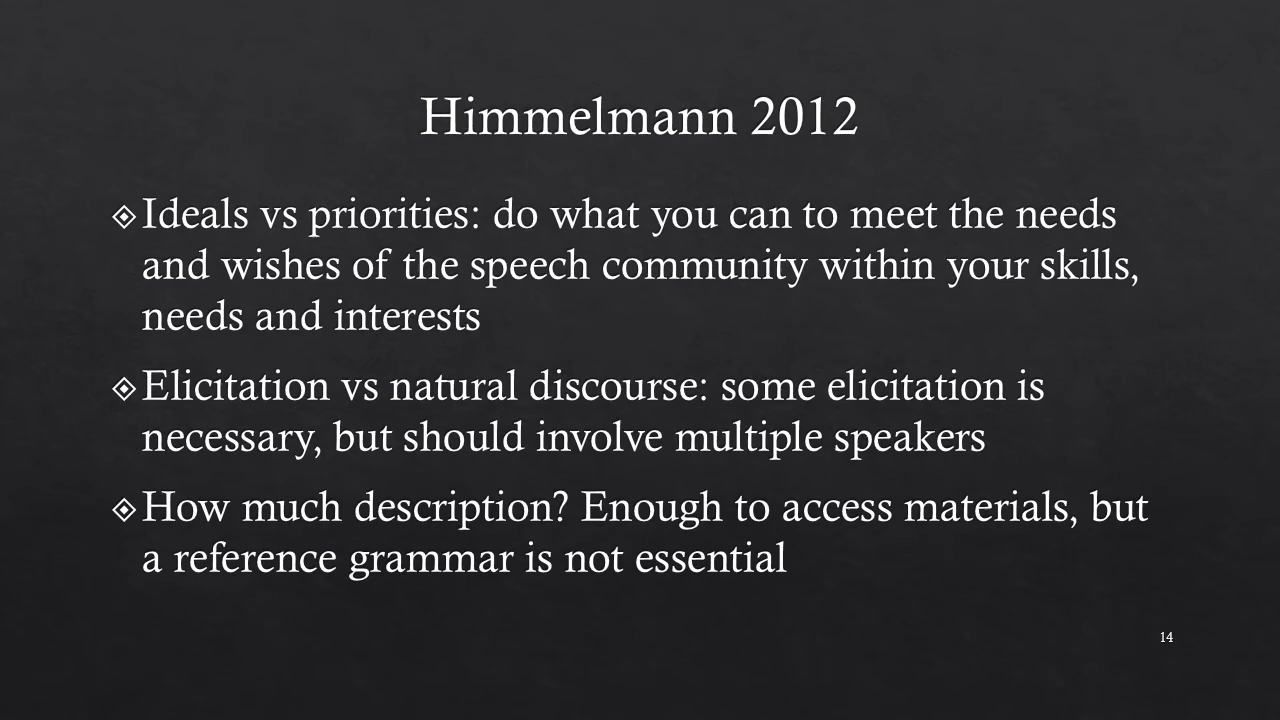 Himmelmann 2012
Ideals vs priorities: do what you can to meet the needs
and wishes of the speech community within your skills,
needs and interests
Elicitation vs natural discourse: some elicitation is
necessary, but should involve multiple speakers
How much description? Enough to access materials, but
a reference grammar is not essential
14